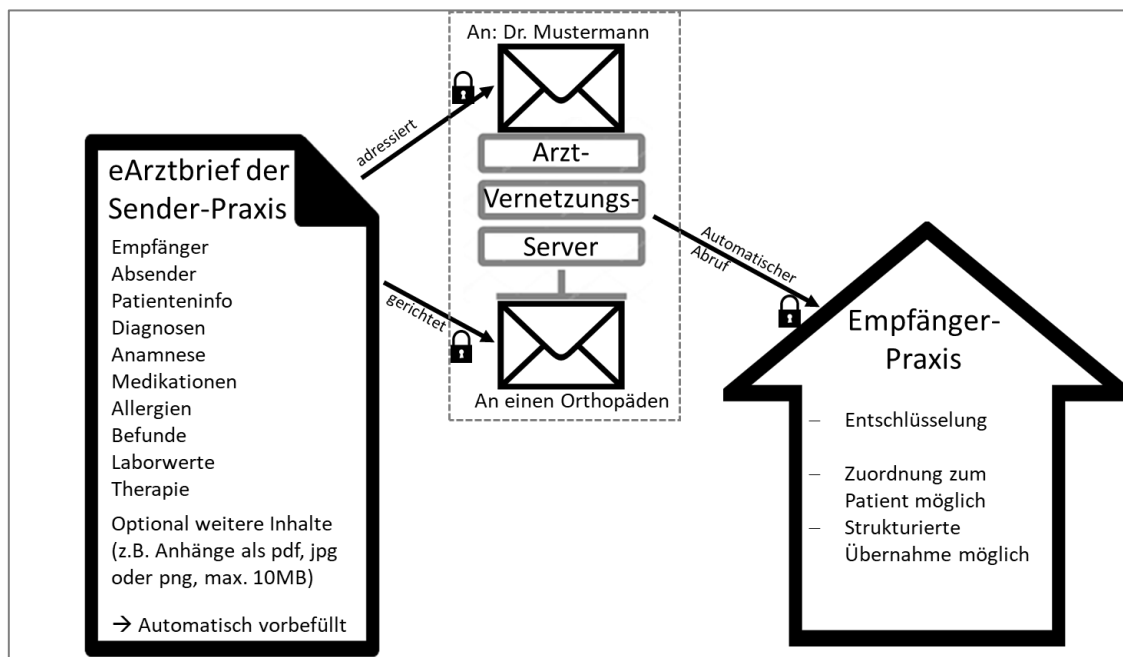 eArztbrief der
Sender-Praxis
Empfänger
Absender
Patienteninfo
Diagnosen
Anamnese
Medikationen
Allergien
Befunde
Laborwerte
Therapie
Optional weitere Inhalte
(z.B. Anhänge als pdf, jpg
oder png, max. 10MB)
→ Automatisch vorbefüllt
adressiert
gerichtet
An: Dr. Mustermann
Arzt-
Vernetzungs-
Server
An einen Orthopäden
Automatischer
Abruf
Empfänger-
Praxis
– Entschlüsselung
– Zuordnung zum
Patient möglich
– Strukturierte
Übernahme möglich